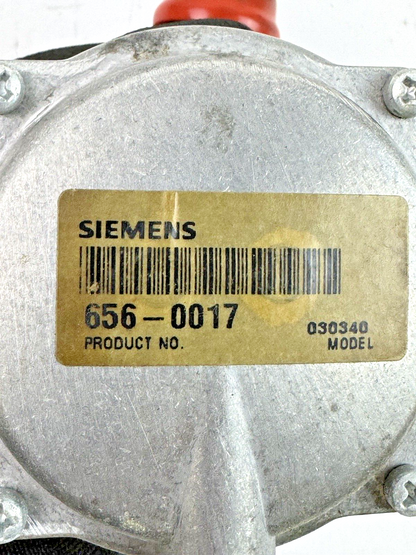 SIEMENS
656-0017
030340
PRODUCT NO.
MODEL